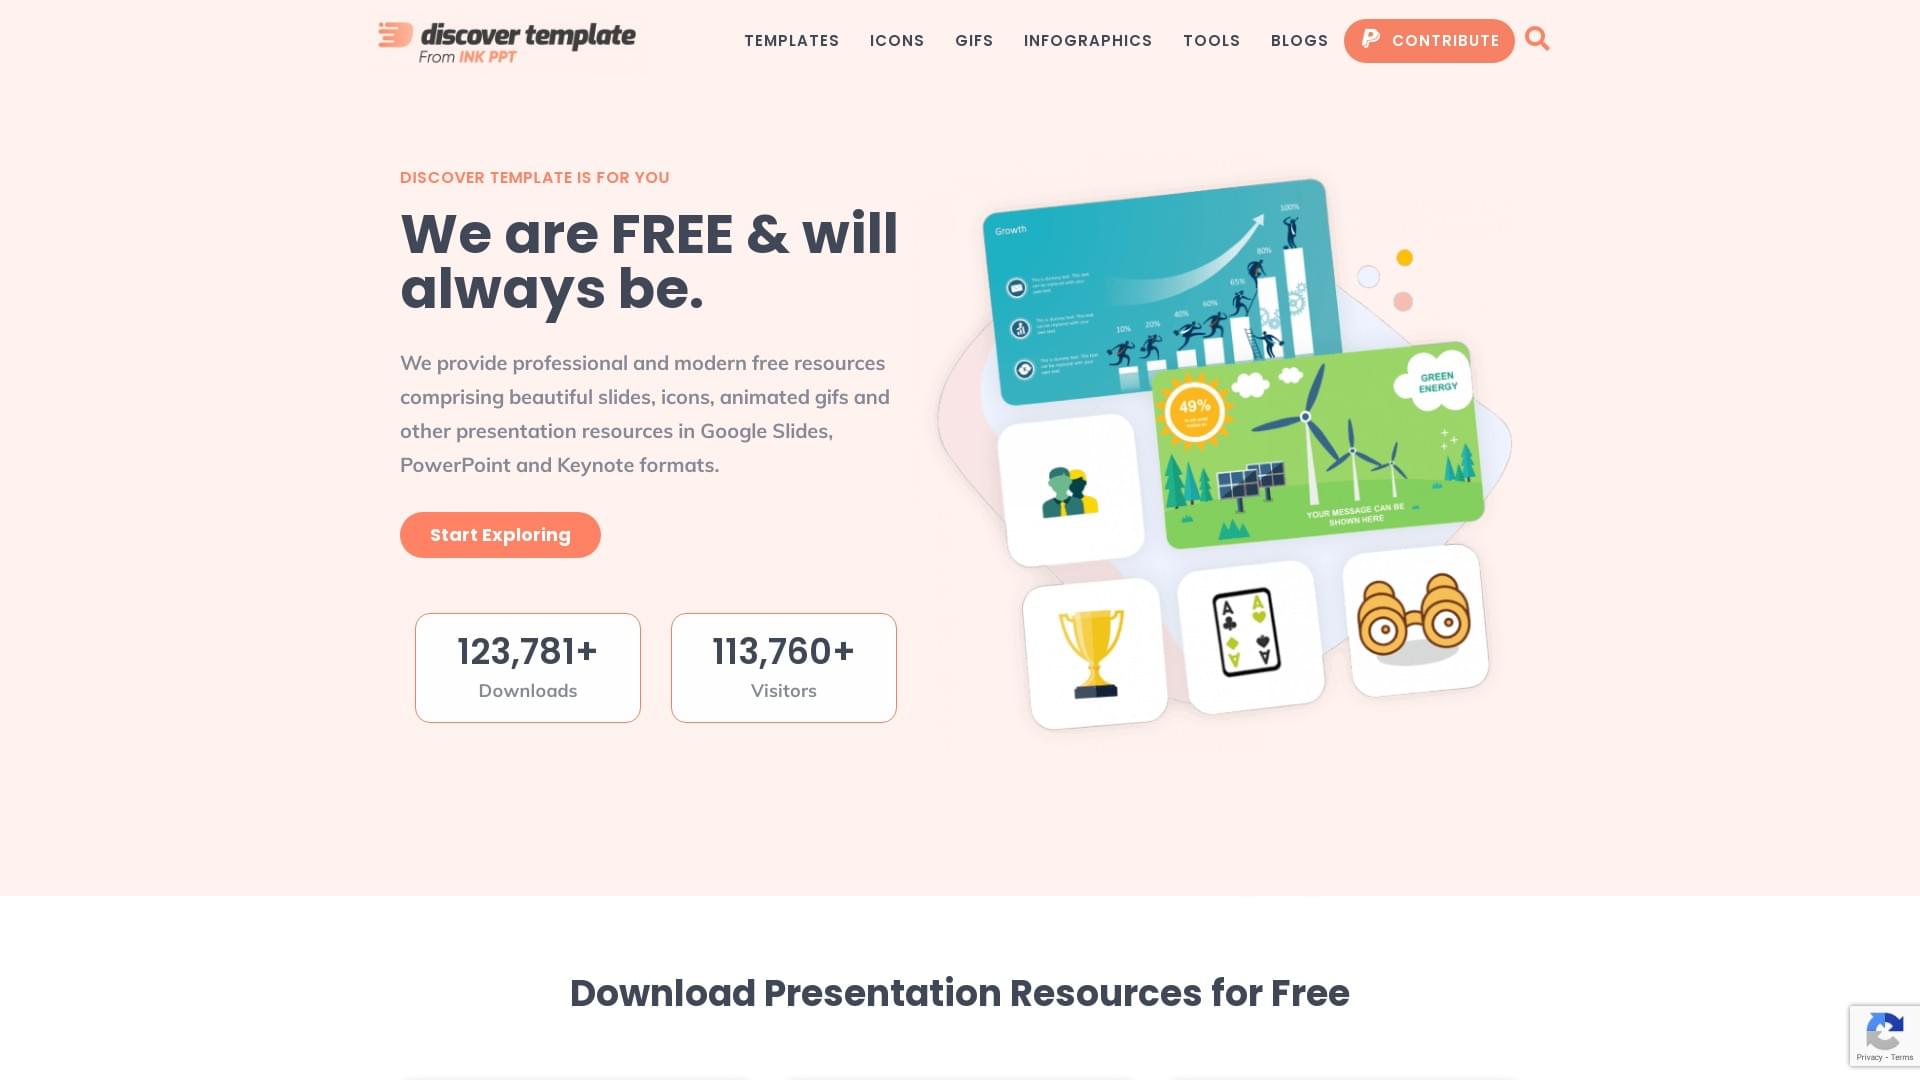 discover template
From INK PPT
TEMPLATES
ICONS
GIFS
INFOGRAPHICS
TOOLS
BLOGS
CONTRIBUTE
DISCOVER TEMPLATE IS FOR YOU
We are FREE & will
always be.
We provide professional and modern free resources
comprising beautiful slides, icons, animated gifs and
other presentation resources in Google Slides,
PowerPoint and Keynote formats.
Start Exploring
123,781+
Downloads
113,760+
Visitors
Growth
10%
20%
40%
60%
65%
80%
100%
49%
GREEN
ENERGY
YOUR MESSAGE CAN BE
SHOWN HERE
A
A
A
A
Download Presentation Resources for Free
Privacy - Terms